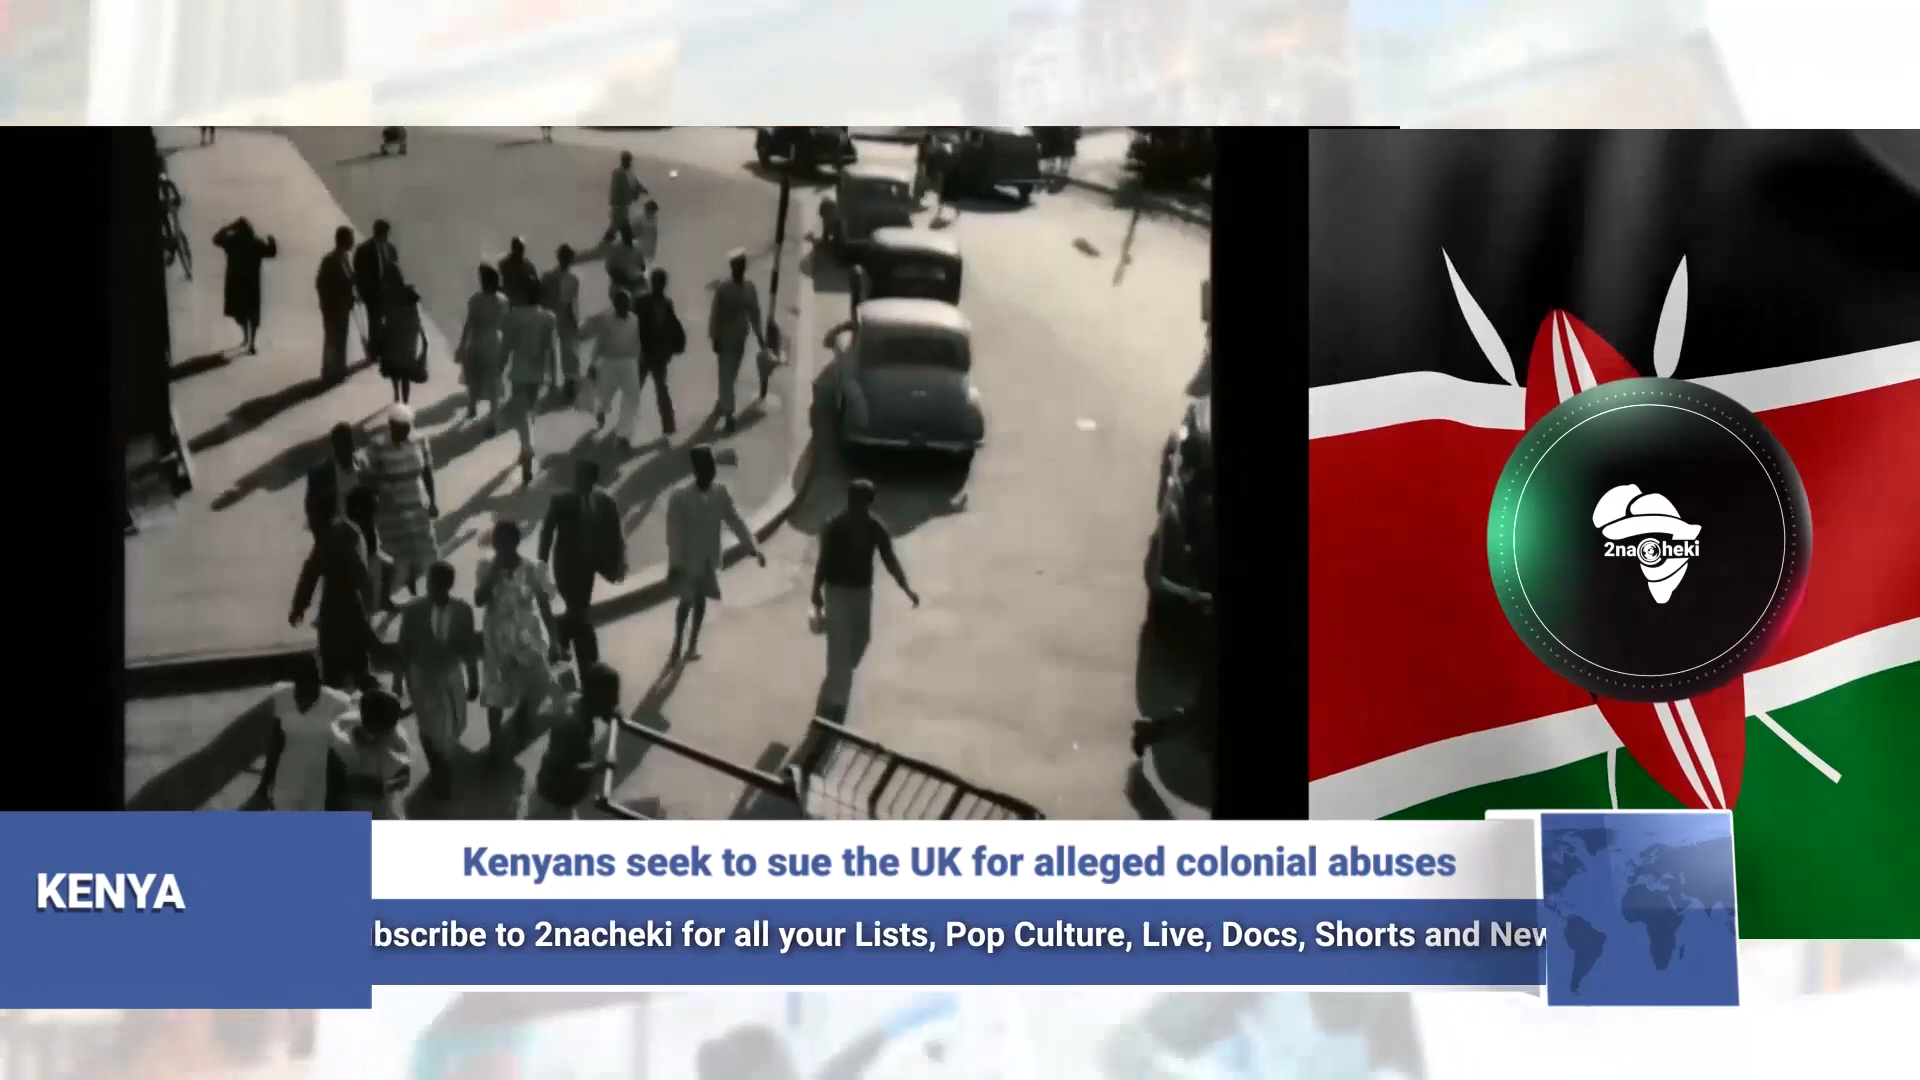 2nacheki
KENYA
Kenyans seek to sue the UK for alleged colonial abuses
bscribe to 2nacheki for all your Lists, Pop Culture, Live, Docs, Shorts and New